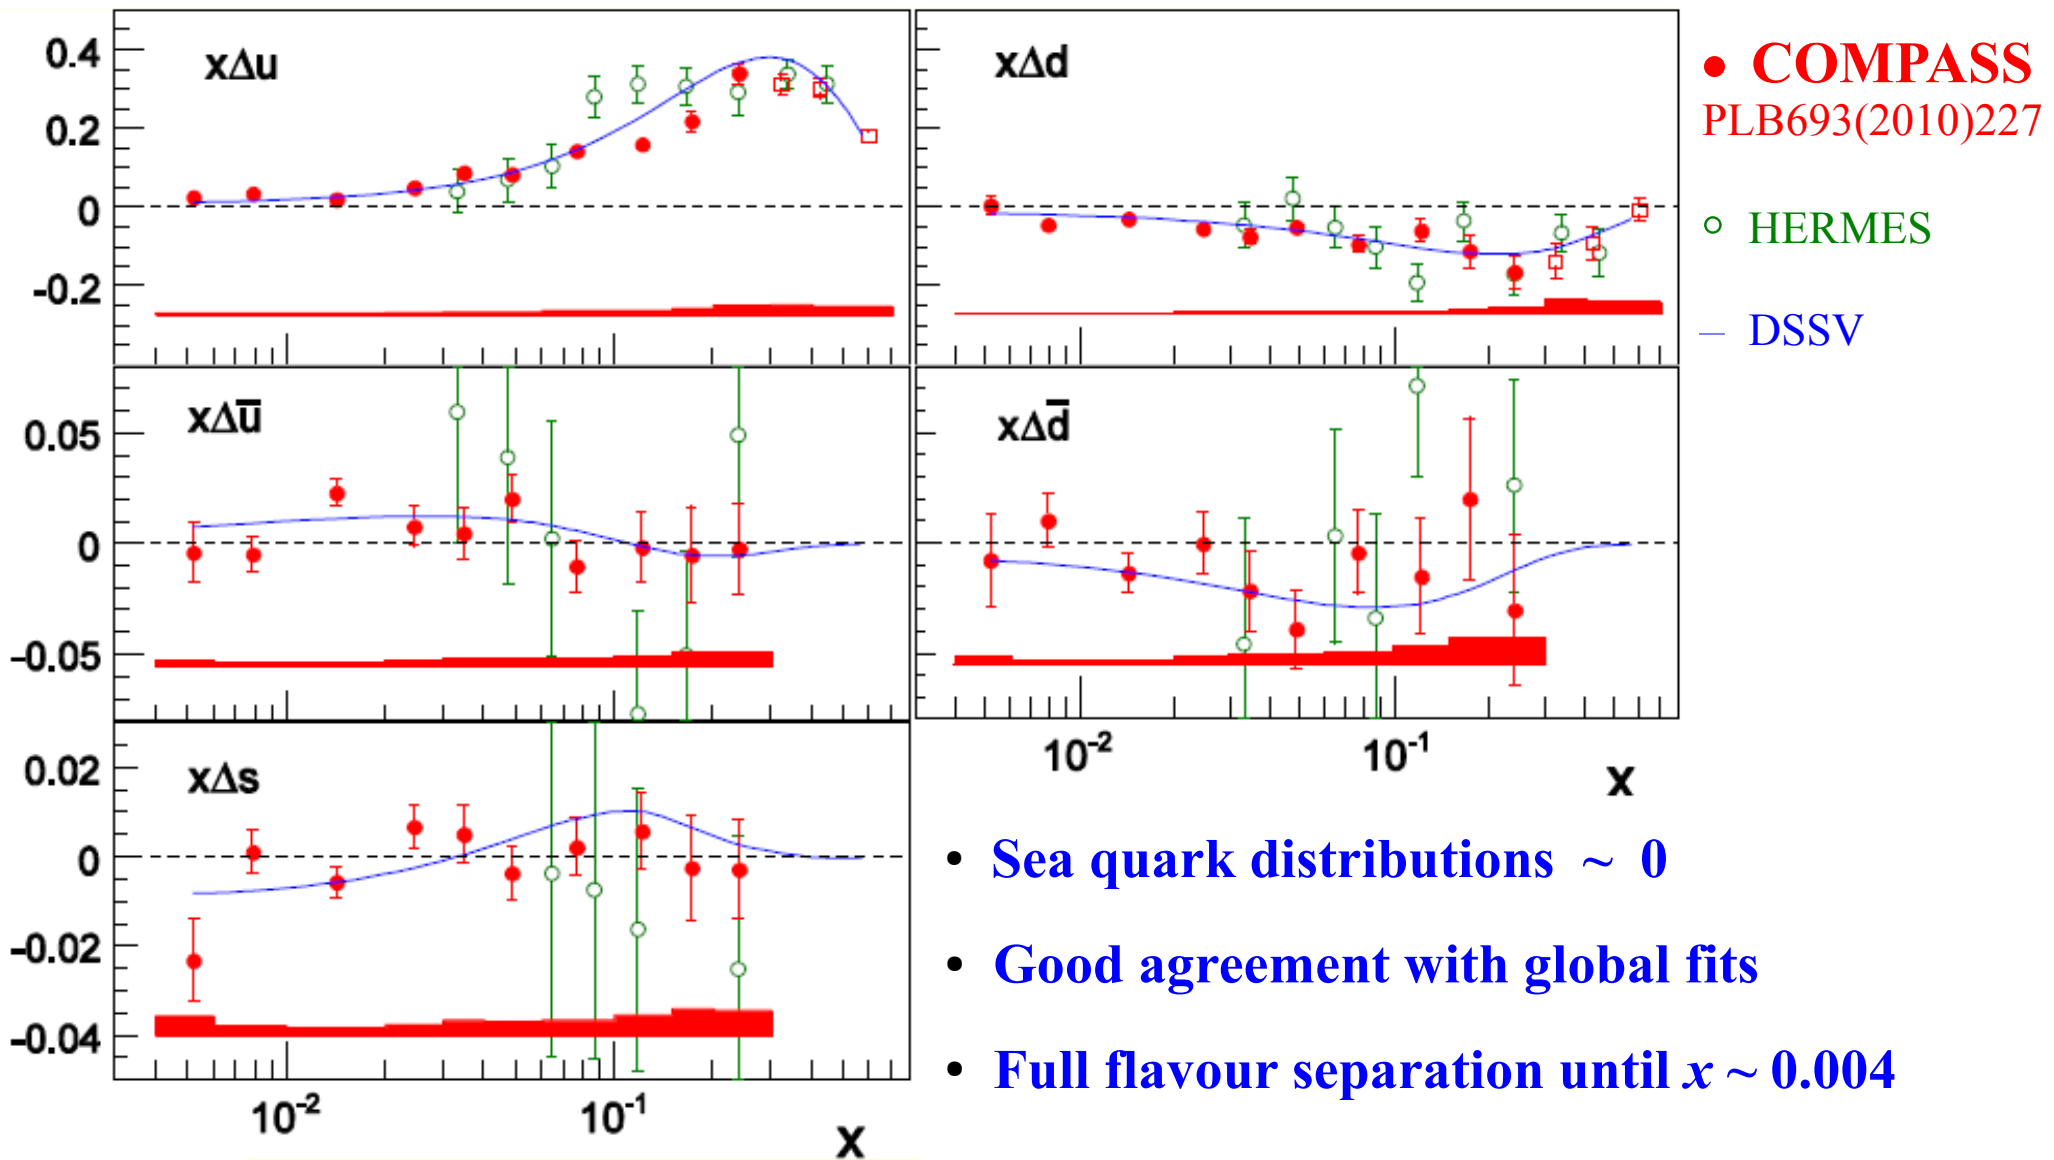 xΔu
0.4
0.2
0
-0.2
xΔd
● COMPASS
PLB693(2010)227
○ HERMES
— DSSV
xΔu̅
0.05
0
-0.05
xΔd̅
10⁻² 10⁻¹
x
xΔs
0.02
0
-0.02
-0.04
10⁻² 10⁻¹
x
• Sea quark distributions ~ 0
• Good agreement with global fits
• Full flavour separation until x ~ 0.004